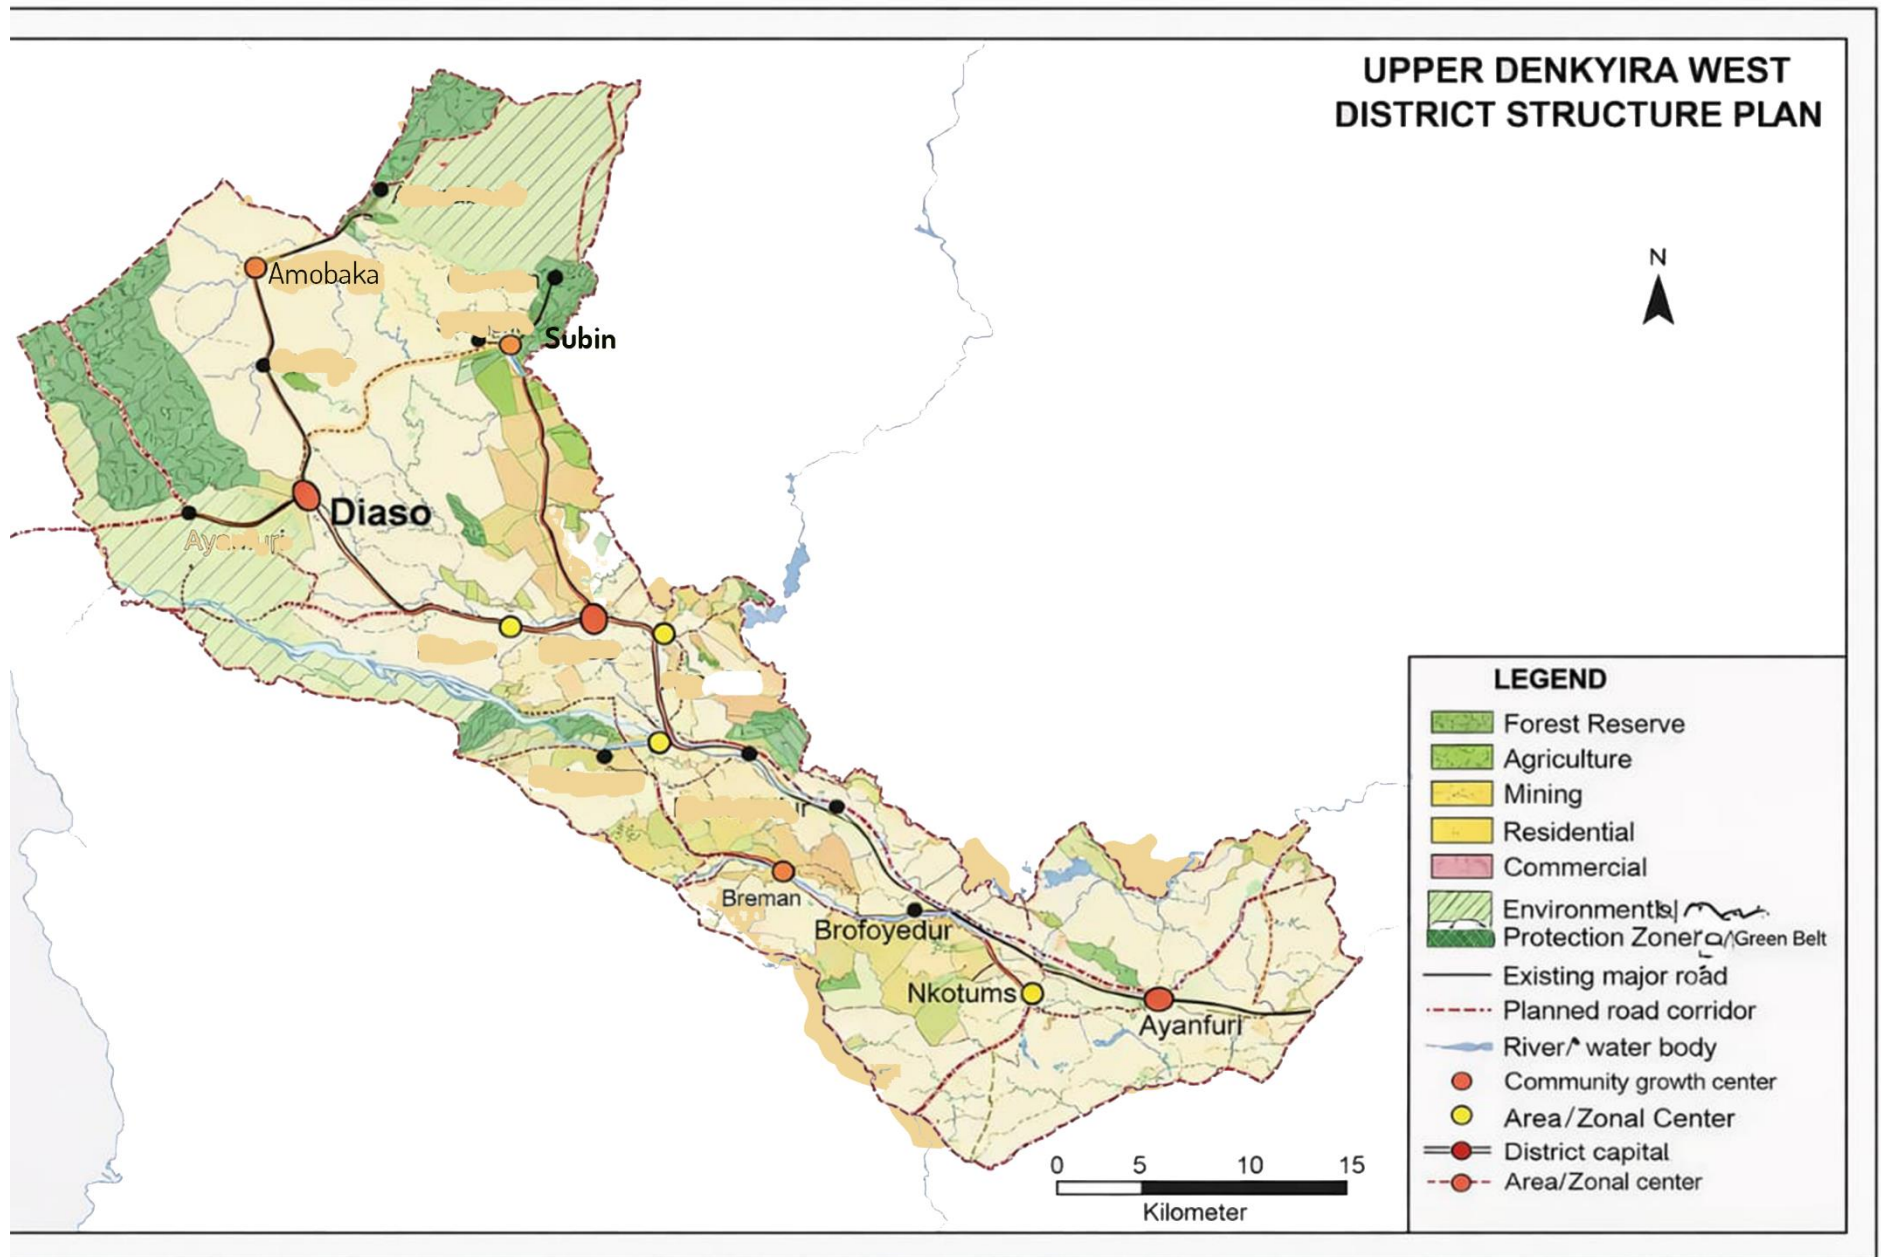 UPPER DENKYIRA WEST
DISTRICT STRUCTURE PLAN
N
Amobaka
Subin
Diaso
Breman
Brofoyedur
Nkotums
Ayanfuri
LEGEND
Forest Reserve
Agriculture
Mining
Residential
Commercial
Protection Zone
Green Belt
Existing major road
Planned road corridor
River/ water body
Community growth center
Area/Zonal Center
District capital
Area/Zonal center
0 5 10 15
Kilometer